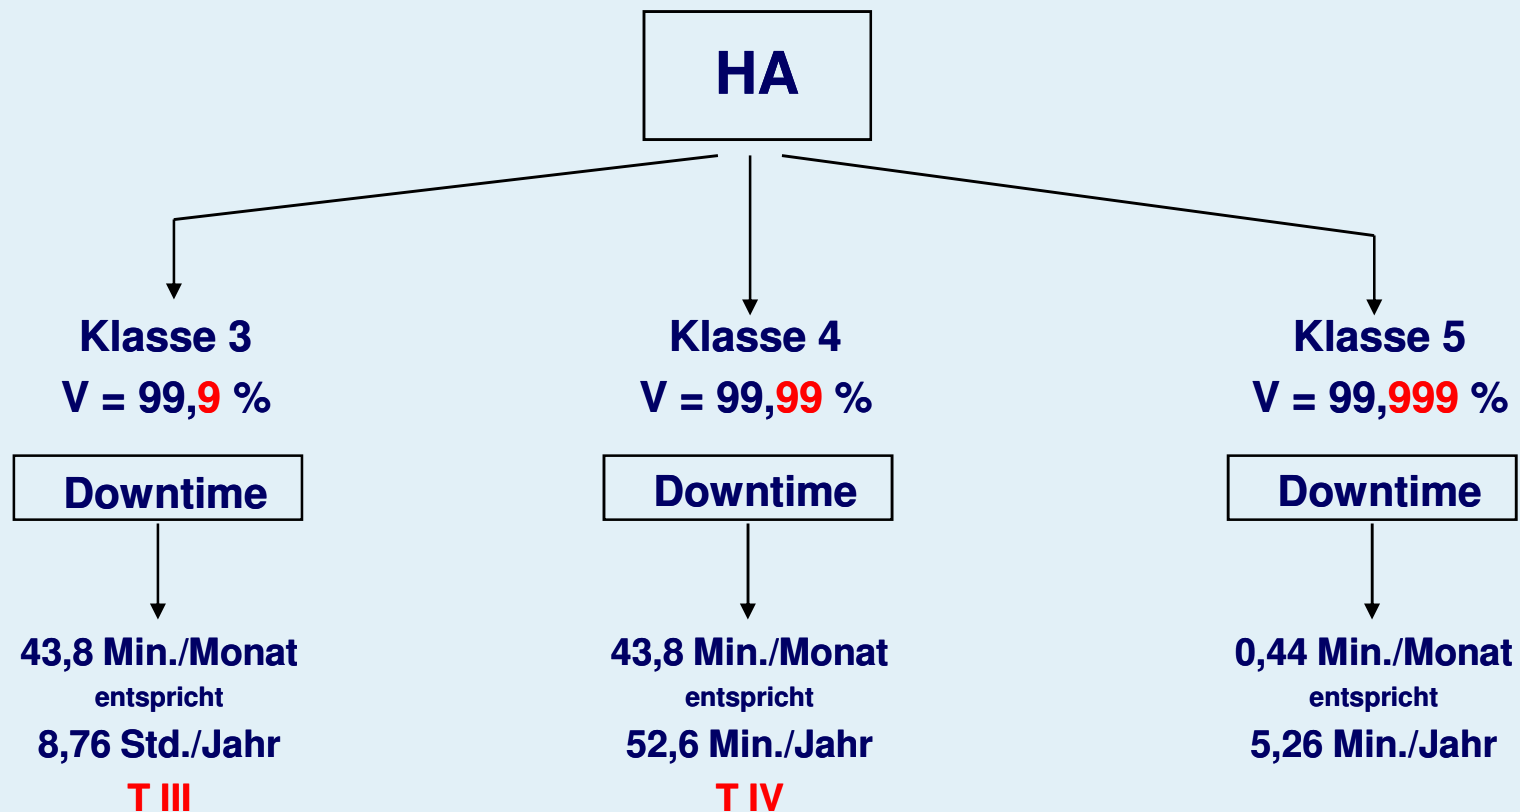 HA
Klasse 3
V = 99,9 %
Downtime
43,8 Min./Monat
entspricht
8,76 Std./Jahr
T III
Klasse 4
V = 99,99 %
Downtime
43,8 Min./Monat
entspricht
52,6 Min./Jahr
T IV
Klasse 5
V = 99,999 %
Downtime
0,44 Min./Monat
entspricht
5,26 Min./Jahr